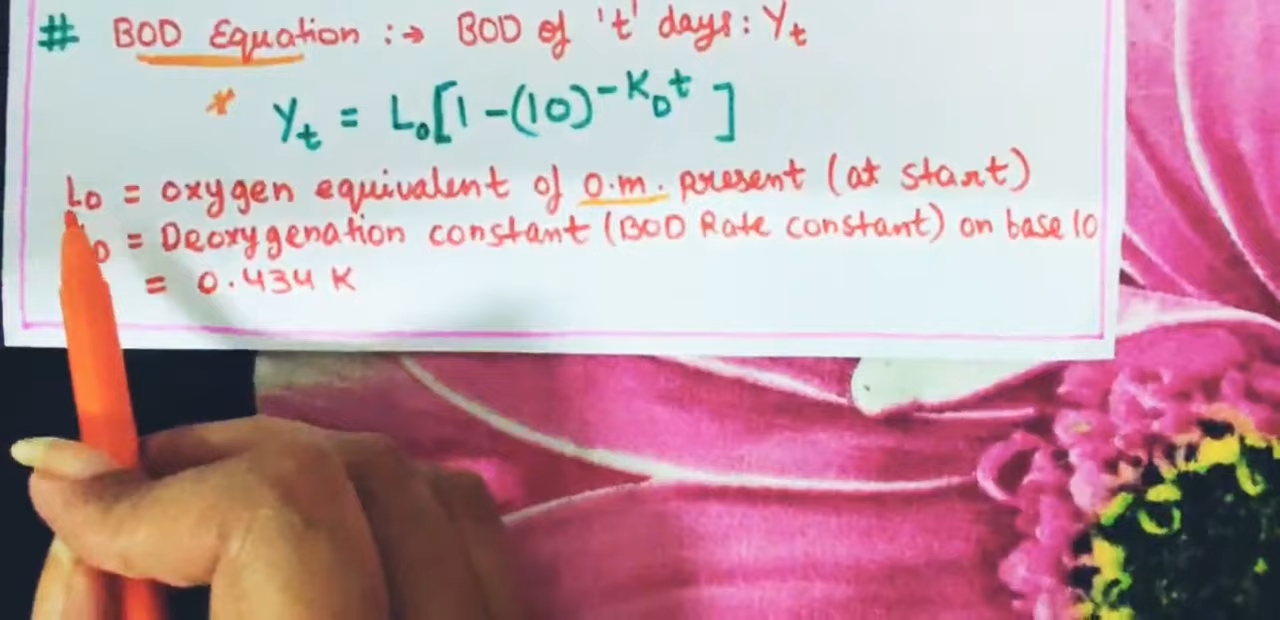 # BOD Equation :→ BOD of 't' days: Yt
* Yt = L₀[1-(10)^-K_D t]
L₀ = oxygen equivalent of O.m. present (at start)
D = Deoxygenation constant (BOD Rate constant) on base 10
= 0.434 K